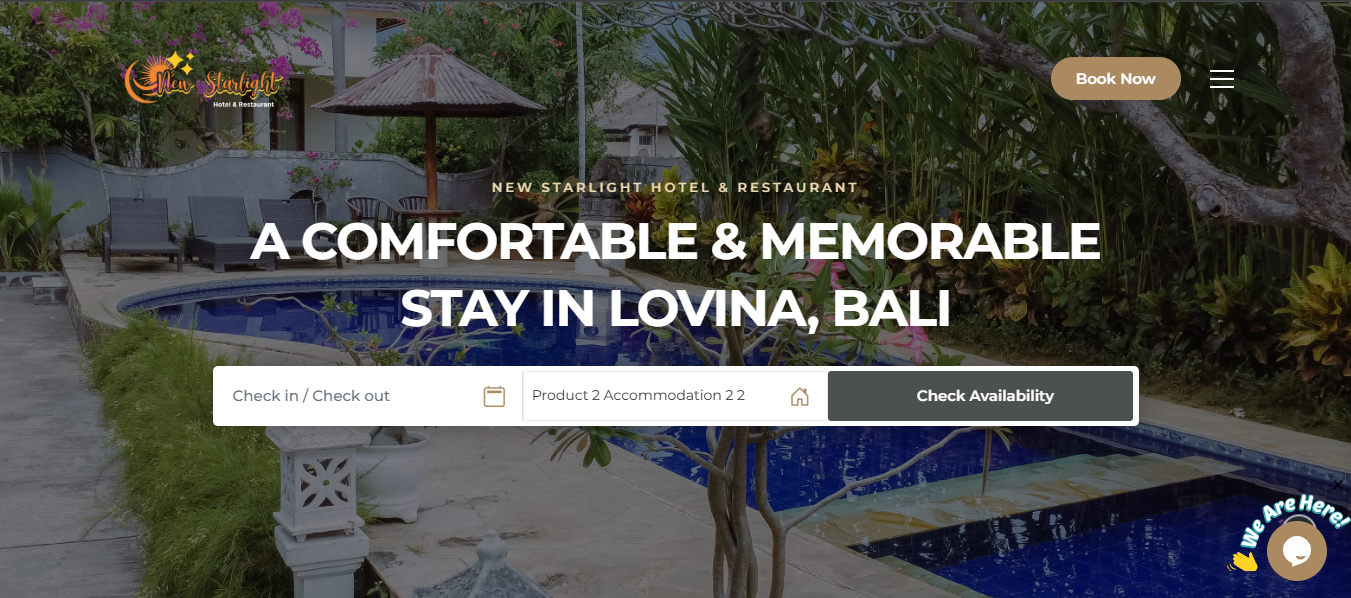 New Starlight
Hotel & Restaurant
Book Now
NEW STARLIGHT HOTEL & RESTAURANT
A COMFORTABLE & MEMORABLE
STAY IN LOVINA, BALI
Check in / Check out
Product 2 Accommodation 2 2
Check Availability
We Are Here!